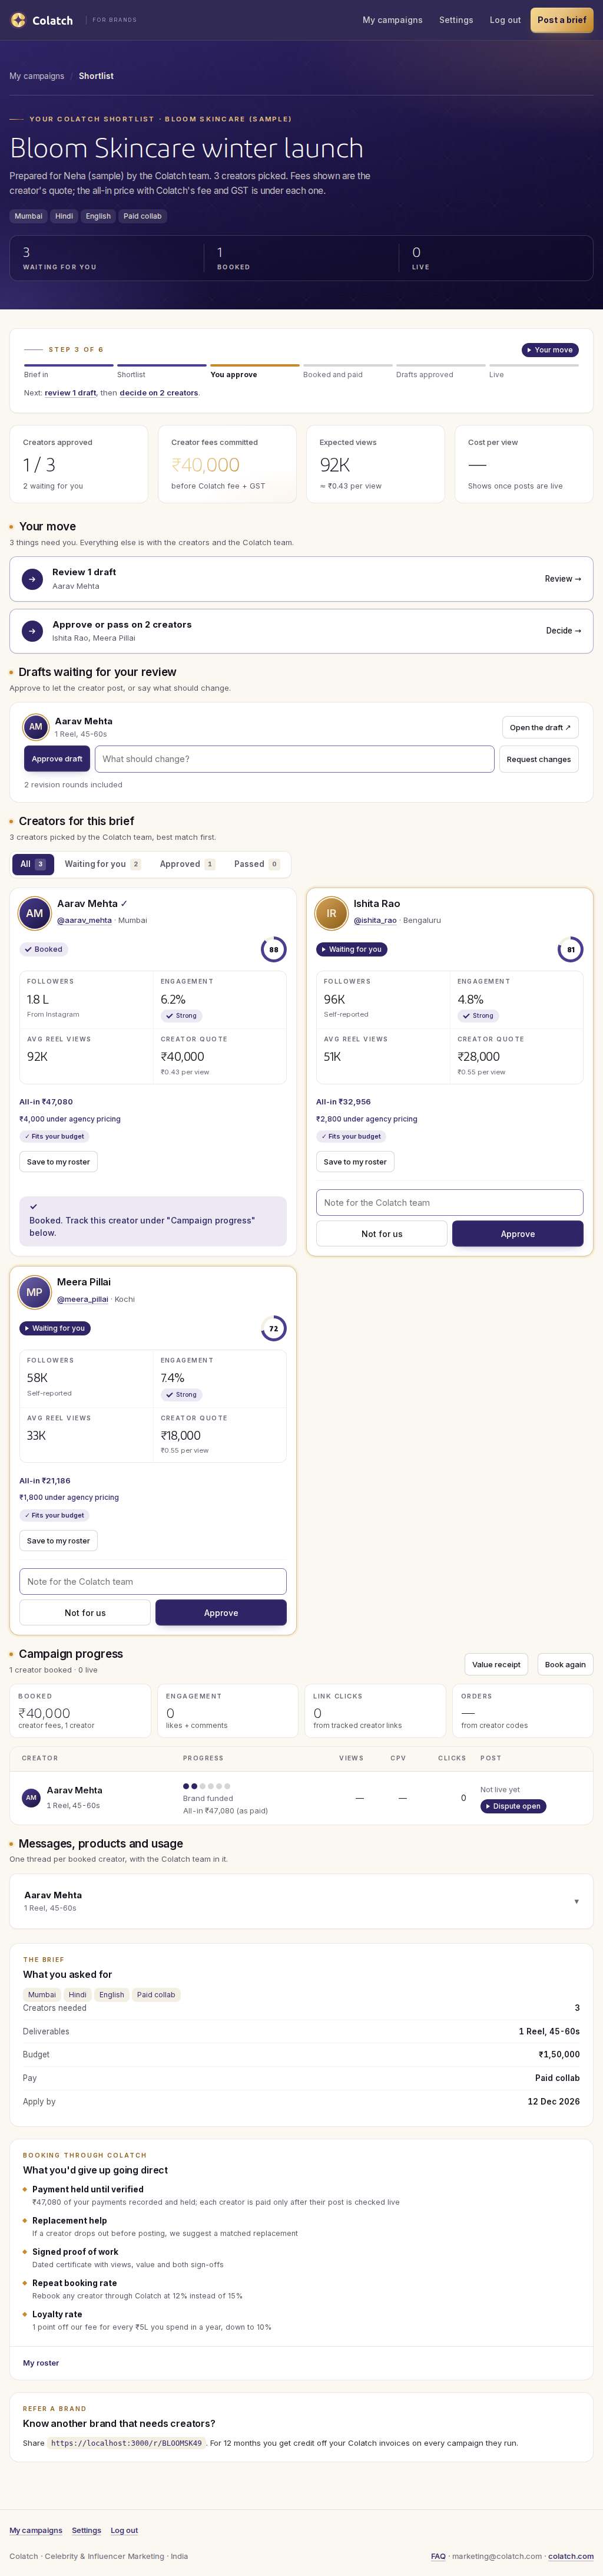 Colatch | FOR BRANDS My campaigns Settings Log out Post a brief
My campaigns / Shortlist
YOUR COLATCH SHORTLIST · BLOOM SKINCARE (SAMPLE)
Bloom Skincare winter launch
Prepared for Neha (sample) by the Colatch team. 3 creators picked. Fees shown are the
creator's quote; the all-in price with Colatch's fee and GST is under each one.
Mumbai Hindi English Paid collab
3 1 0
WAITING FOR YOU BOOKED LIVE
STEP 3 OF 6 Your move
Brief in Shortlist You approve Booked and paid Drafts approved Live
Next: review 1 draft, then decide on 2 creators.
Creators approved Creator fees committed Expected views Cost per view
1 / 3 ₹40,000 92K —
2 waiting for you before Colatch fee + GST ≈ ₹0.43 per view Shows once posts are live
Your move
3 things need you. Everything else is with the creators and the Colatch team.
→ Review 1 draft Review →
Aarav Mehta
→ Approve or pass on 2 creators Decide →
Ishita Rao, Meera Pillai
Drafts waiting for your review
Approve to let the creator post, or say what should change.
AM Aarav Mehta Open the draft ↗
1 Reel, 45-60s
Approve draft What should change? Request changes
2 revision rounds included
Creators for this brief
3 creators picked by the Colatch team, best match first.
All 3 Waiting for you 2 Approved 1 Passed 0
AM Aarav Mehta ✓
@aarav_mehta · Mumbai
✓ Booked 88
FOLLOWERS ENGAGEMENT
1.8 L 6.2%
From Instagram ✓ Strong
AVG REEL VIEWS CREATOR QUOTE
92K ₹40,000
₹0.43 per view
All-in ₹47,080
₹4,000 under agency pricing
✓ Fits your budget
Save to my roster
✓
Booked. Track this creator under "Campaign progress"
below.
IR Ishita Rao
@ishita_rao · Bengaluru
Waiting for you 81
FOLLOWERS ENGAGEMENT
96K 4.8%
Self-reported ✓ Strong
AVG REEL VIEWS CREATOR QUOTE
51K ₹28,000
₹0.55 per view
All-in ₹32,956
₹2,800 under agency pricing
✓ Fits your budget
Save to my roster
Note for the Colatch team
Not for us Approve
MP Meera Pillai
@meera_pillai · Kochi
Waiting for you 72
FOLLOWERS ENGAGEMENT
58K 7.4%
Self-reported ✓ Strong
AVG REEL VIEWS CREATOR QUOTE
33K ₹18,000
₹0.55 per view
All-in ₹21,186
₹1,800 under agency pricing
✓ Fits your budget
Save to my roster
Note for the Colatch team
Not for us Approve
Campaign progress
1 creator booked · 0 live Value receipt Book again
BOOKED ENGAGEMENT LINK CLICKS ORDERS
₹40,000 0 0 —
creator fees, 1 creator likes + comments from tracked creator links from creator codes
CREATOR PROGRESS VIEWS CPV CLICKS POST
AM Aarav Mehta
1 Reel, 45-60s
Brand funded
All-in ₹47,080 (as paid)
— — 0
Not live yet
Dispute open
Messages, products and usage
One thread per booked creator, with the Colatch team in it.
Aarav Mehta
1 Reel, 45-60s
THE BRIEF
What you asked for
Mumbai Hindi English Paid collab
Creators needed 3
Deliverables 1 Reel, 45-60s
Budget ₹1,50,000
Pay Paid collab
Apply by 12 Dec 2026
BOOKING THROUGH COLATCH
What you'd give up going direct
Payment held until verified
₹47,080 of your payments recorded and held; each creator is paid only after their post is checked live
Replacement help
If a creator drops out before posting, we suggest a matched replacement
Signed proof of work
Dated certificate with views, value and both sign-offs
Repeat booking rate
Rebook any creator through Colatch at 12% instead of 15%
Loyalty rate
1 point off our fee for every ₹5L you spend in a year, down to 10%
My roster
REFER A BRAND
Know another brand that needs creators?
Share https://localhost:3000/r/BLOOMSK49. For 12 months you get credit off your Colatch invoices on every campaign they run.
My campaigns Settings Log out
Colatch · Celebrity & Influencer Marketing · India FAQ · marketing@colatch.com · colatch.com